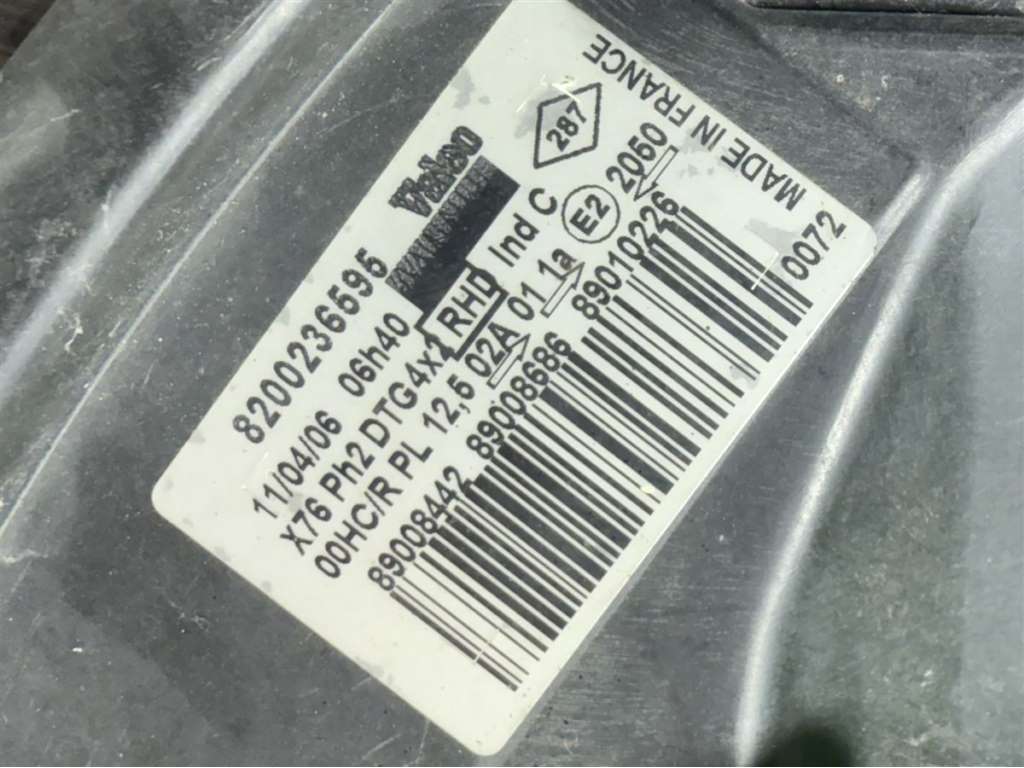 8200236595
Valeo
287
11/04/06 06h40
X76 Ph2 DTG4x2 RHD Ind C
00HC/R PL 12,5 02A 01 1a E2 2050
89008442 89008686 89010226
MADE IN FRANCE
0072